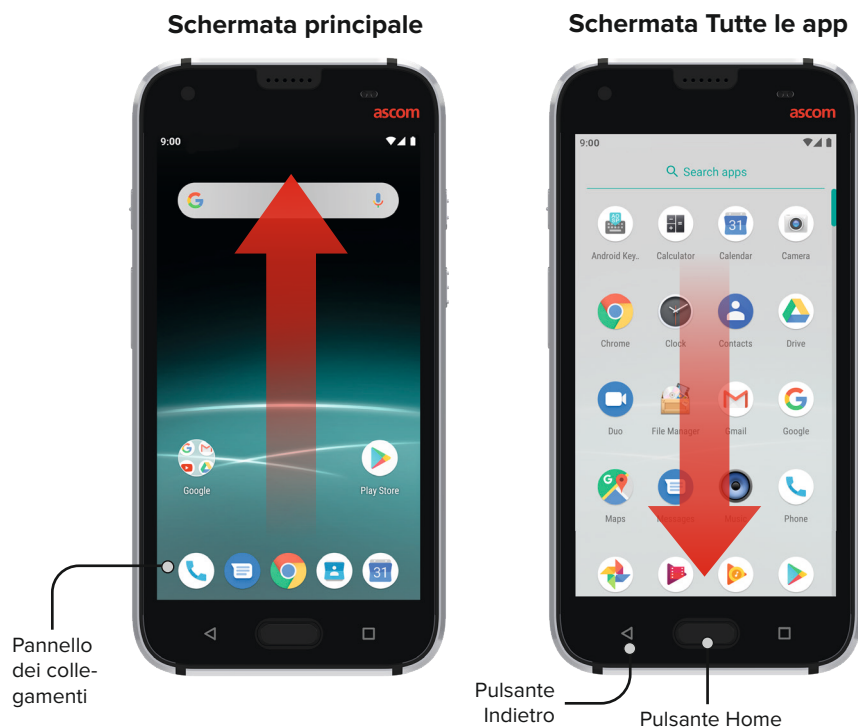 Schermata principale
Schermata Tutte le app
ascom
9:00
Google
Play Store
31
Pannello
dei colle-
gamenti
ascom
9:00
Search apps
31
Android Key.. Calculator Calendar Camera
Chrome Clock Contacts Drive
Duo File Manager Gmail Google
Maps Messages Music Phone
Pulsante
Indietro
Pulsante Home